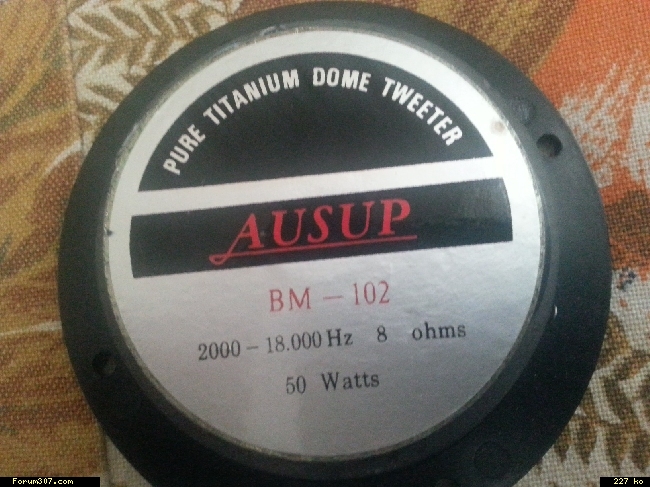 PURE TITANIUM DOME TWEETER
AUSUP
BM - 102
2000 - 18.000 Hz 8 ohms
50 Watts
Forum307.com
227 ko